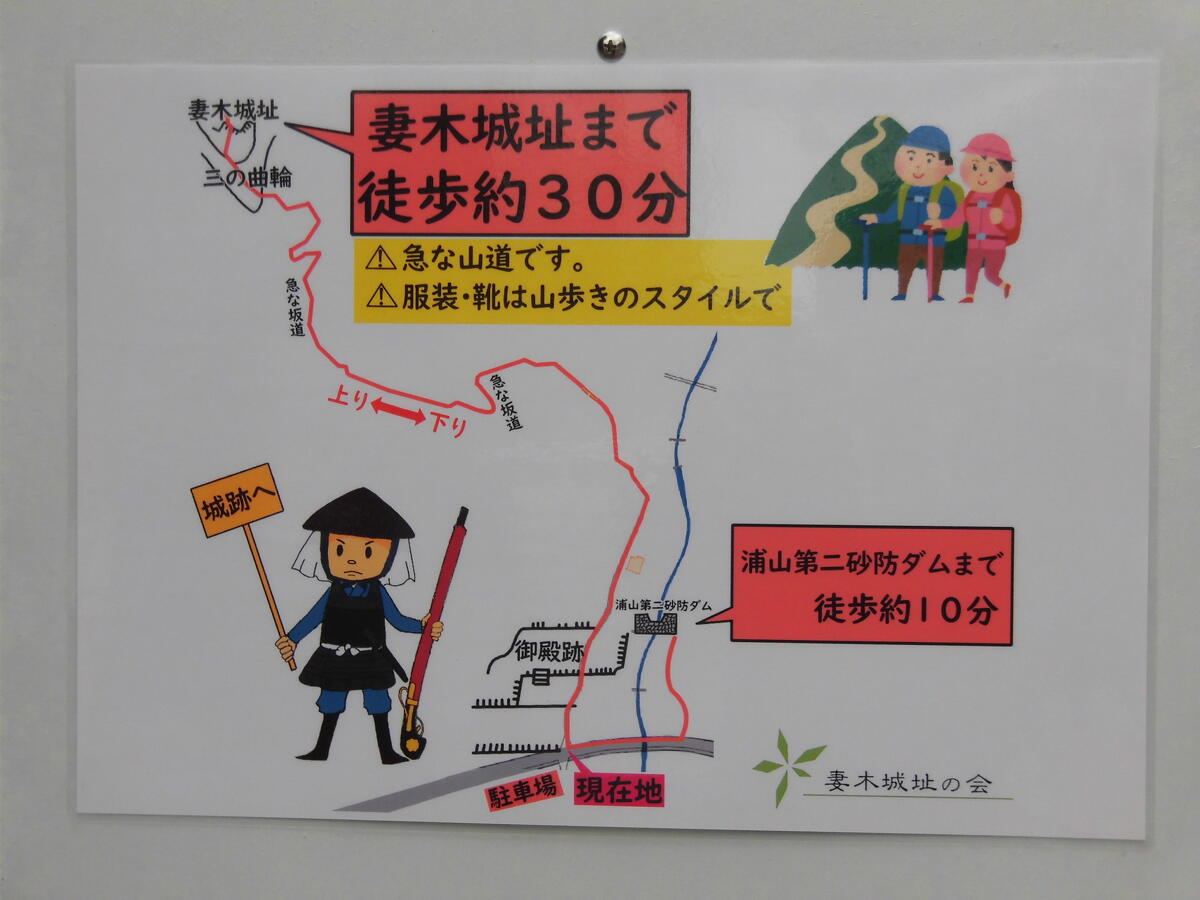 妻木城址
三の曲輪
妻木城址まで
徒歩約30分
⚠急な山道です。
⚠服装・靴は山歩きのスタイルで
急な坂道
上り
下り
急な坂道
城跡へ
浦山第二砂防ダムまで
徒歩約10分
浦山第二砂防ダム
御殿跡
駐車場
現在地
妻木城址の会